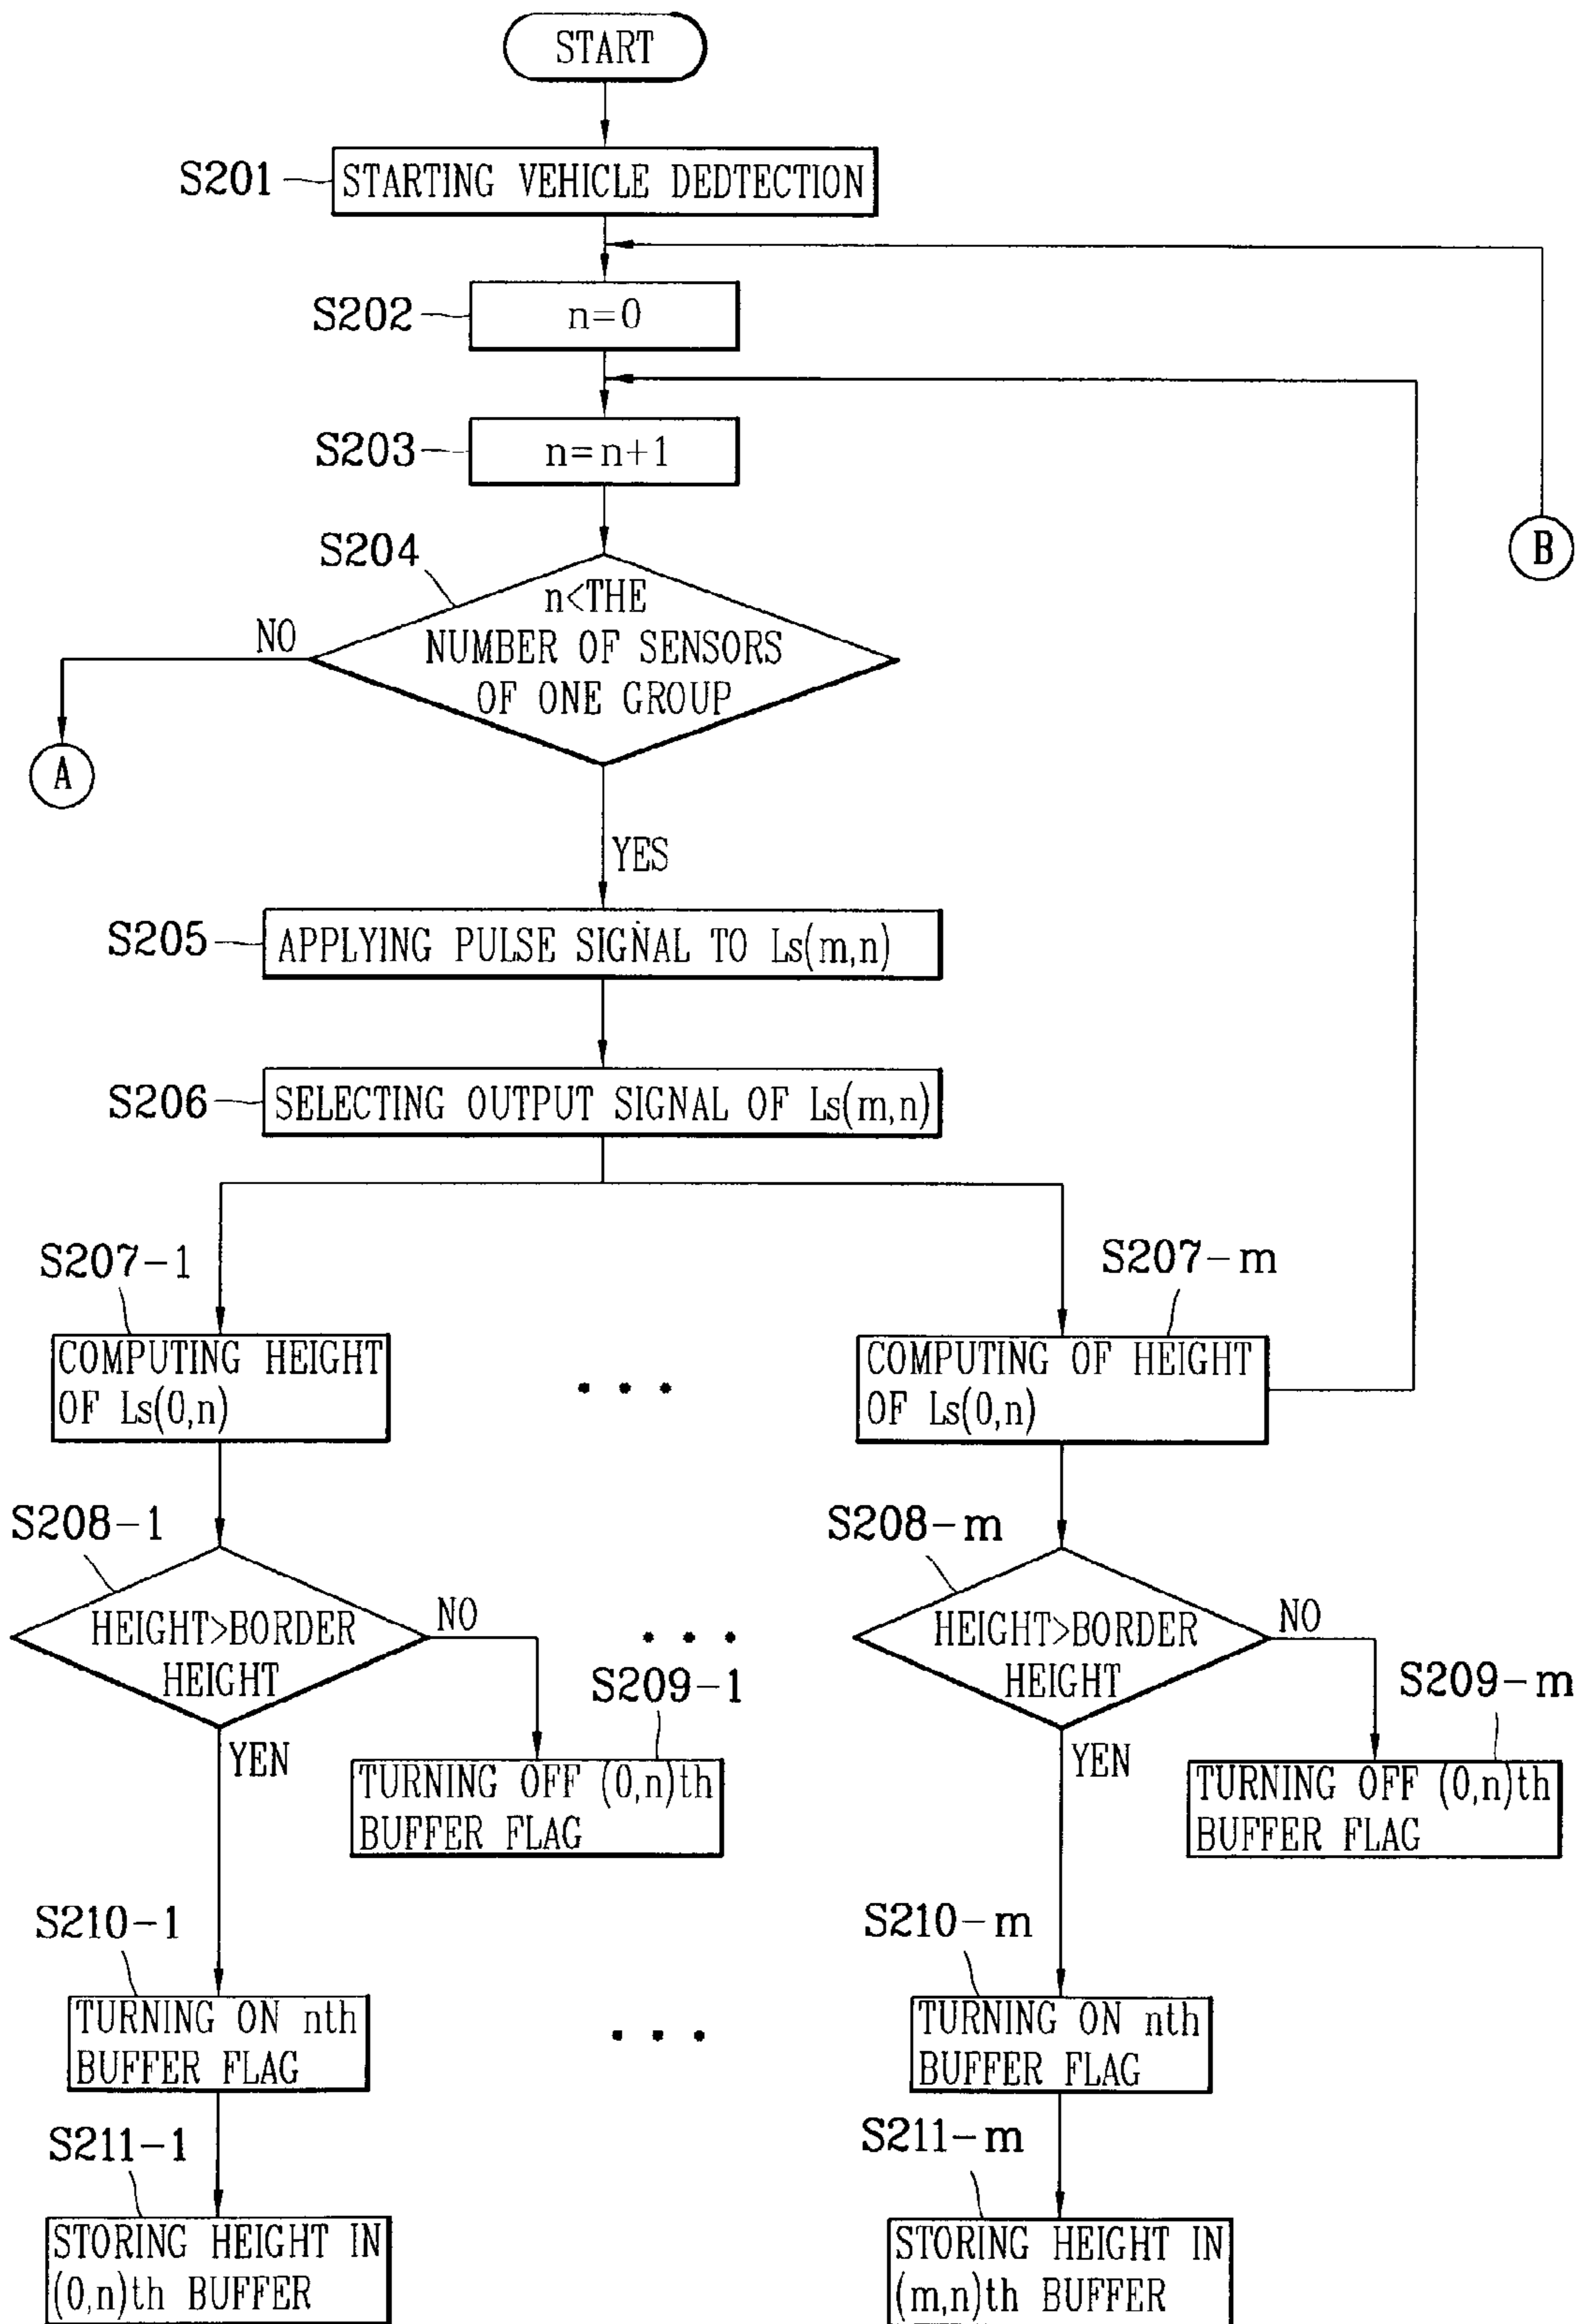 START
S201
STARTING VEHICLE DEDTECTION
S202
n=0
S203
n=n+1
S204
n<THE
NUMBER OF SENSORS
OF ONE GROUP
NO
A
B
YES
S205
APPLYING PULSE SIGNAL TO Ls(m,n)
S206
SELECTING OUTPUT SIGNAL OF Ls(m,n)
S207-1
COMPUTING HEIGHT
OF Ls(0,n)
S207-m
COMPUTING OF HEIGHT
OF Ls(0,n)
S208-1
HEIGHT>BORDER
HEIGHT
NO
YEN
S209-1
TURNING OFF (0,n)th
BUFFER FLAG
S208-m
HEIGHT>BORDER
HEIGHT
NO
YEN
S209-m
TURNING OFF (0,n)th
BUFFER FLAG
S210-1
TURNING ON nth
BUFFER FLAG
S210-m
TURNING ON nth
BUFFER FLAG
S211-1
STORING HEIGHT IN
(0,n)th BUFFER
S211-m
STORING HEIGHT IN
(m,n)th BUFFER